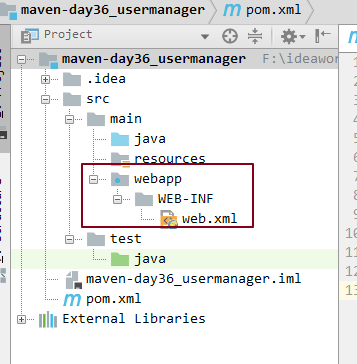 maven-day36_usermanager pom.xml
Project
maven-day36_usermanager F:\ideawor
.idea
src
main
java
resources
webapp
WEB-INF
web.xml
test
java
maven-day36_usermanager.iml
pom.xml
External Libraries
1
2
3
4
5
6
7
8
9
10
11
12
13